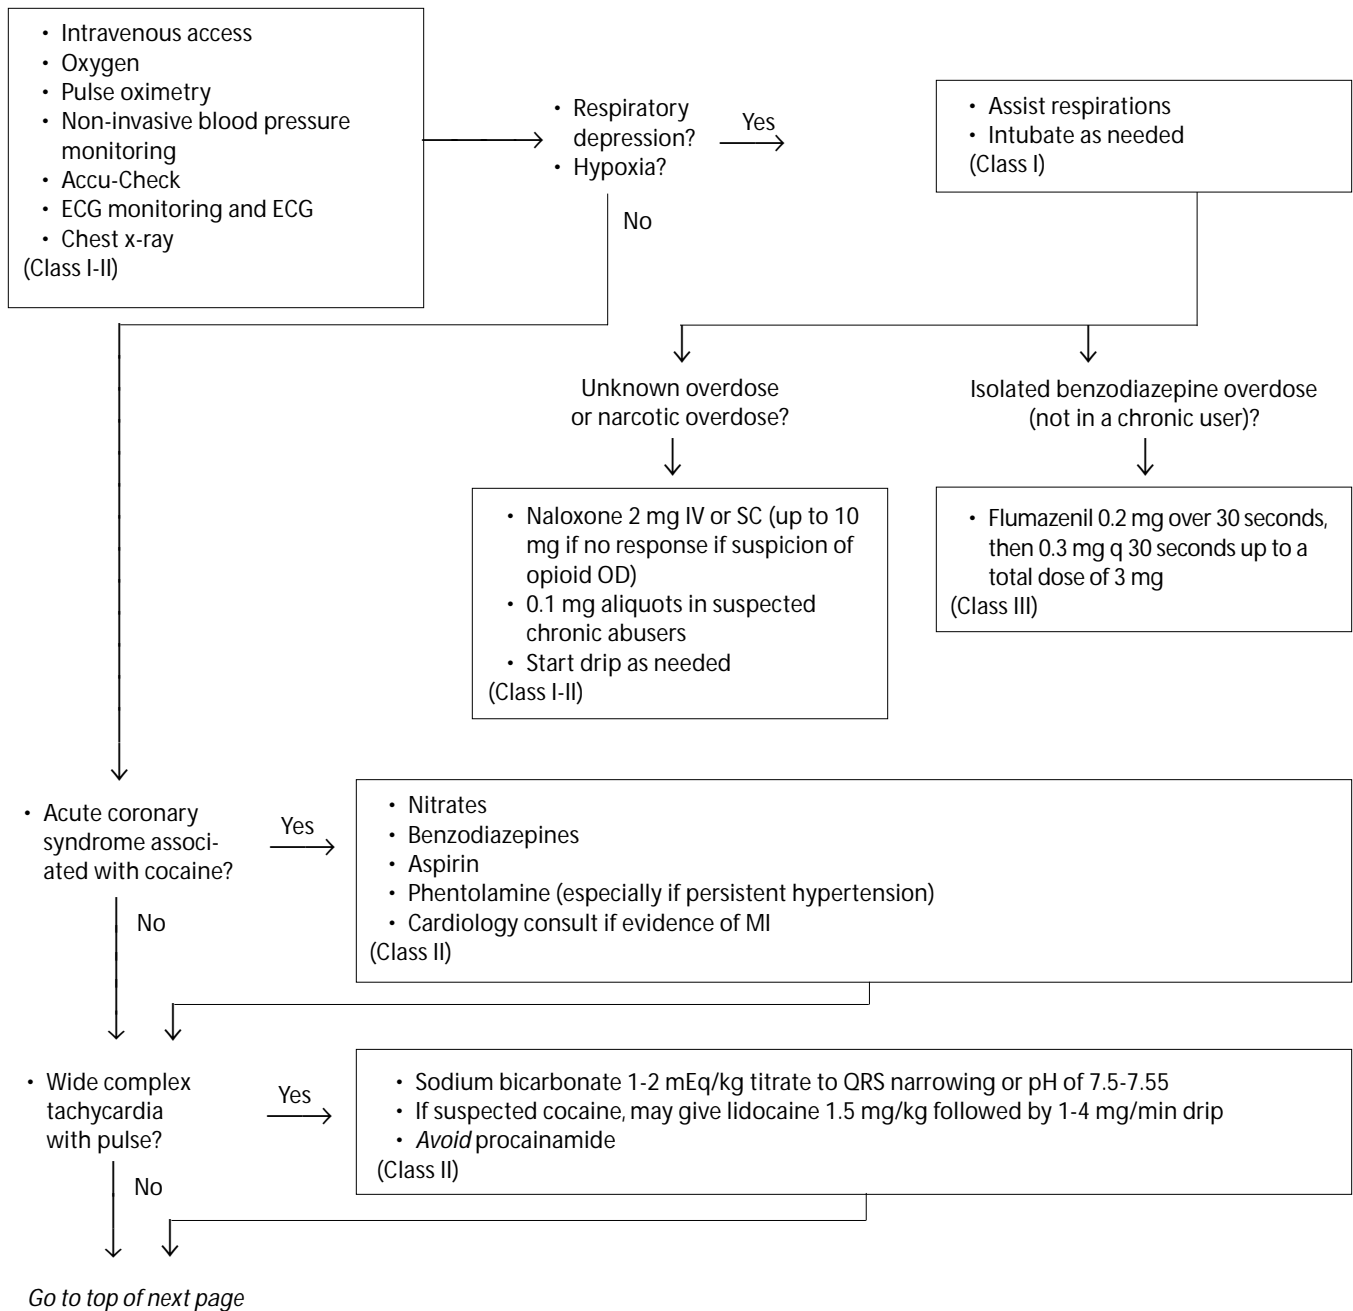 • Intravenous access
• Oxygen
• Pulse oximetry
• Non-invasive blood pressure
monitoring
• Accu-Check
• ECG monitoring and ECG
• Chest x-ray
(Class I-II)
• Respiratory
depression?
• Hypoxia?
Yes
No
• Assist respirations
• Intubate as needed
(Class I)
Unknown overdose
or narcotic overdose?
Isolated benzodiazepine overdose
(not in a chronic user)?
• Naloxone 2 mg IV or SC (up to 10
mg if no response if suspicion of
opioid OD)
• 0.1 mg aliquots in suspected
chronic abusers
• Start drip as needed
(Class I-II)
• Flumazenil 0.2 mg over 30 seconds,
then 0.3 mg q 30 seconds up to a
total dose of 3 mg
(Class III)
• Acute coronary
syndrome associ-
ated with cocaine?
Yes
No
• Nitrates
• Benzodiazepines
• Aspirin
• Phentolamine (especially if persistent hypertension)
• Cardiology consult if evidence of MI
(Class II)
• Wide complex
tachycardia
with pulse?
Yes
No
• Sodium bicarbonate 1-2 mEq/kg titrate to QRS narrowing or pH of 7.5-7.55
• If suspected cocaine, may give lidocaine 1.5 mg/kg followed by 1-4 mg/min drip
• Avoid procainamide
(Class II)
Go to top of next page